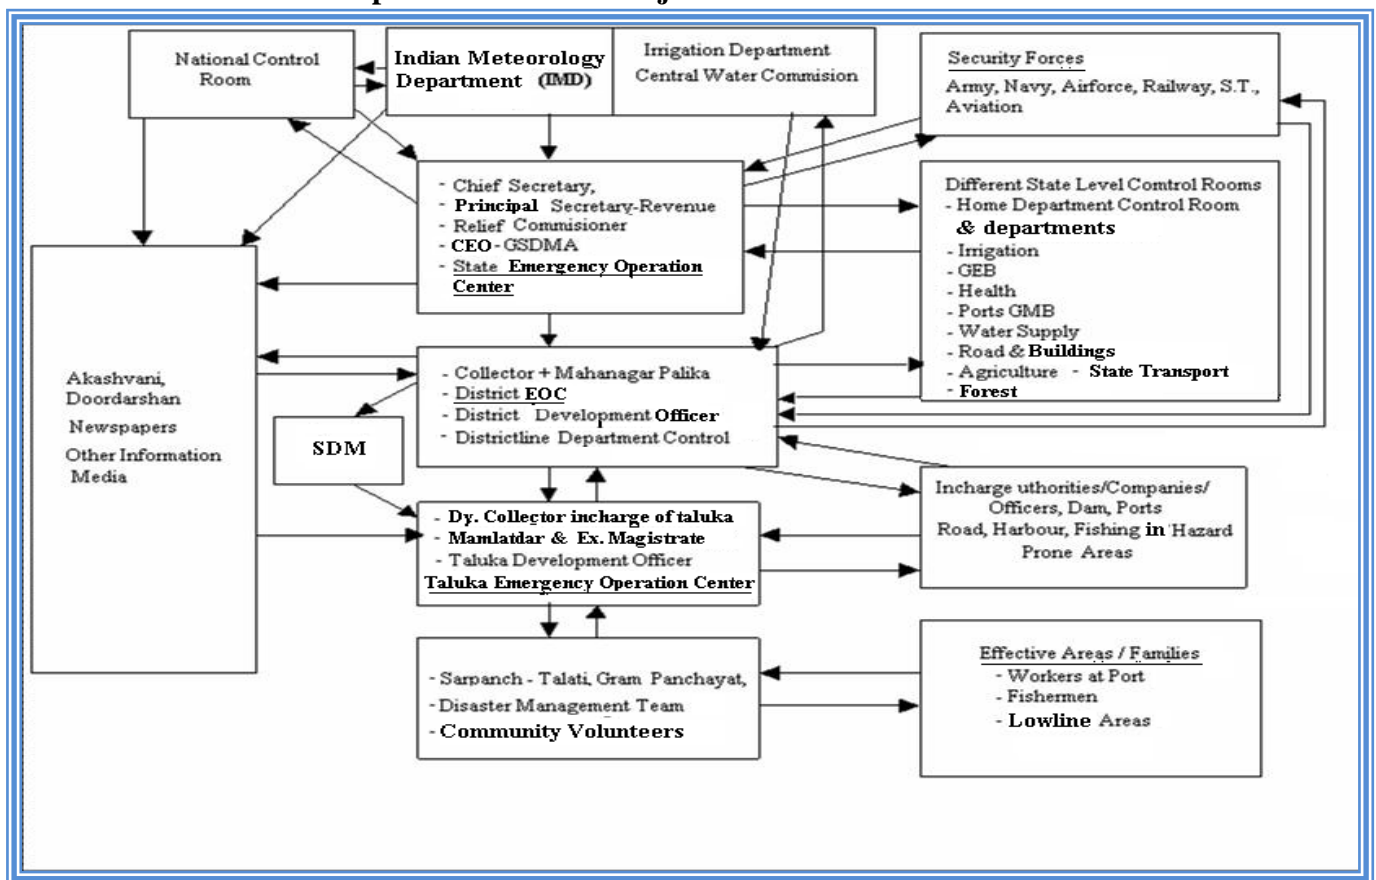 National Control
Room
Indian Meteorology
Department (IMD)
Irrigation Department
Central Water Commision
Security Forces
Army, Navy, Airforce, Railway, S.T.,
Aviation
- Chief Secretary,
- Principal Secretary-Revenue
- Relief Commisioner
- CEO - GSDMA
- State Emergency Operation
Center
Different State Level Comtrol Rooms
- Home Department Control Room
& departments
- Irrigation
- GEB
- Health
- Ports GMB
- Water Supply
- Road & Buildings
- Agriculture - State Transport
- Forest
Akashvani,
Doordarshan
Newspapers
Other Information
Media
- Collector + Mahanagar Palika
- District EOC
- District Development Officer
- Districtline Department Control
SDM
- Dy. Collector incharge of taluka
- Mamlatdar & Ex. Magistrate
- Taluka Development Officer
Taluka Emergency Operation Center
Incharge uthorities/Companies/
Officers, Dam, Ports
Road, Harbour, Fishing in Hazard
Prone Areas
- Sarpanch - Talati, Gram Panchayat,
- Disaster Management Team
- Community Volunteers
Effective Areas / Families
- Workers at Port
- Fishermen
- Lowline Areas